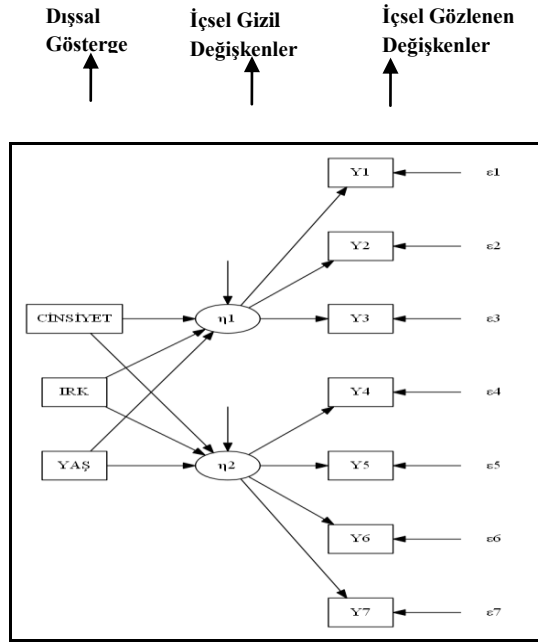 Dışsal
Gösterge
İçsel Gizil
Değişkenler
İçsel Gözlenen
Değişkenler
Y1
ε1
Y2
ε2
CİNSİYET
η1
Y3
ε3
IRK
Y4
ε4
YAŞ
η2
Y5
ε5
Y6
ε6
Y7
ε7